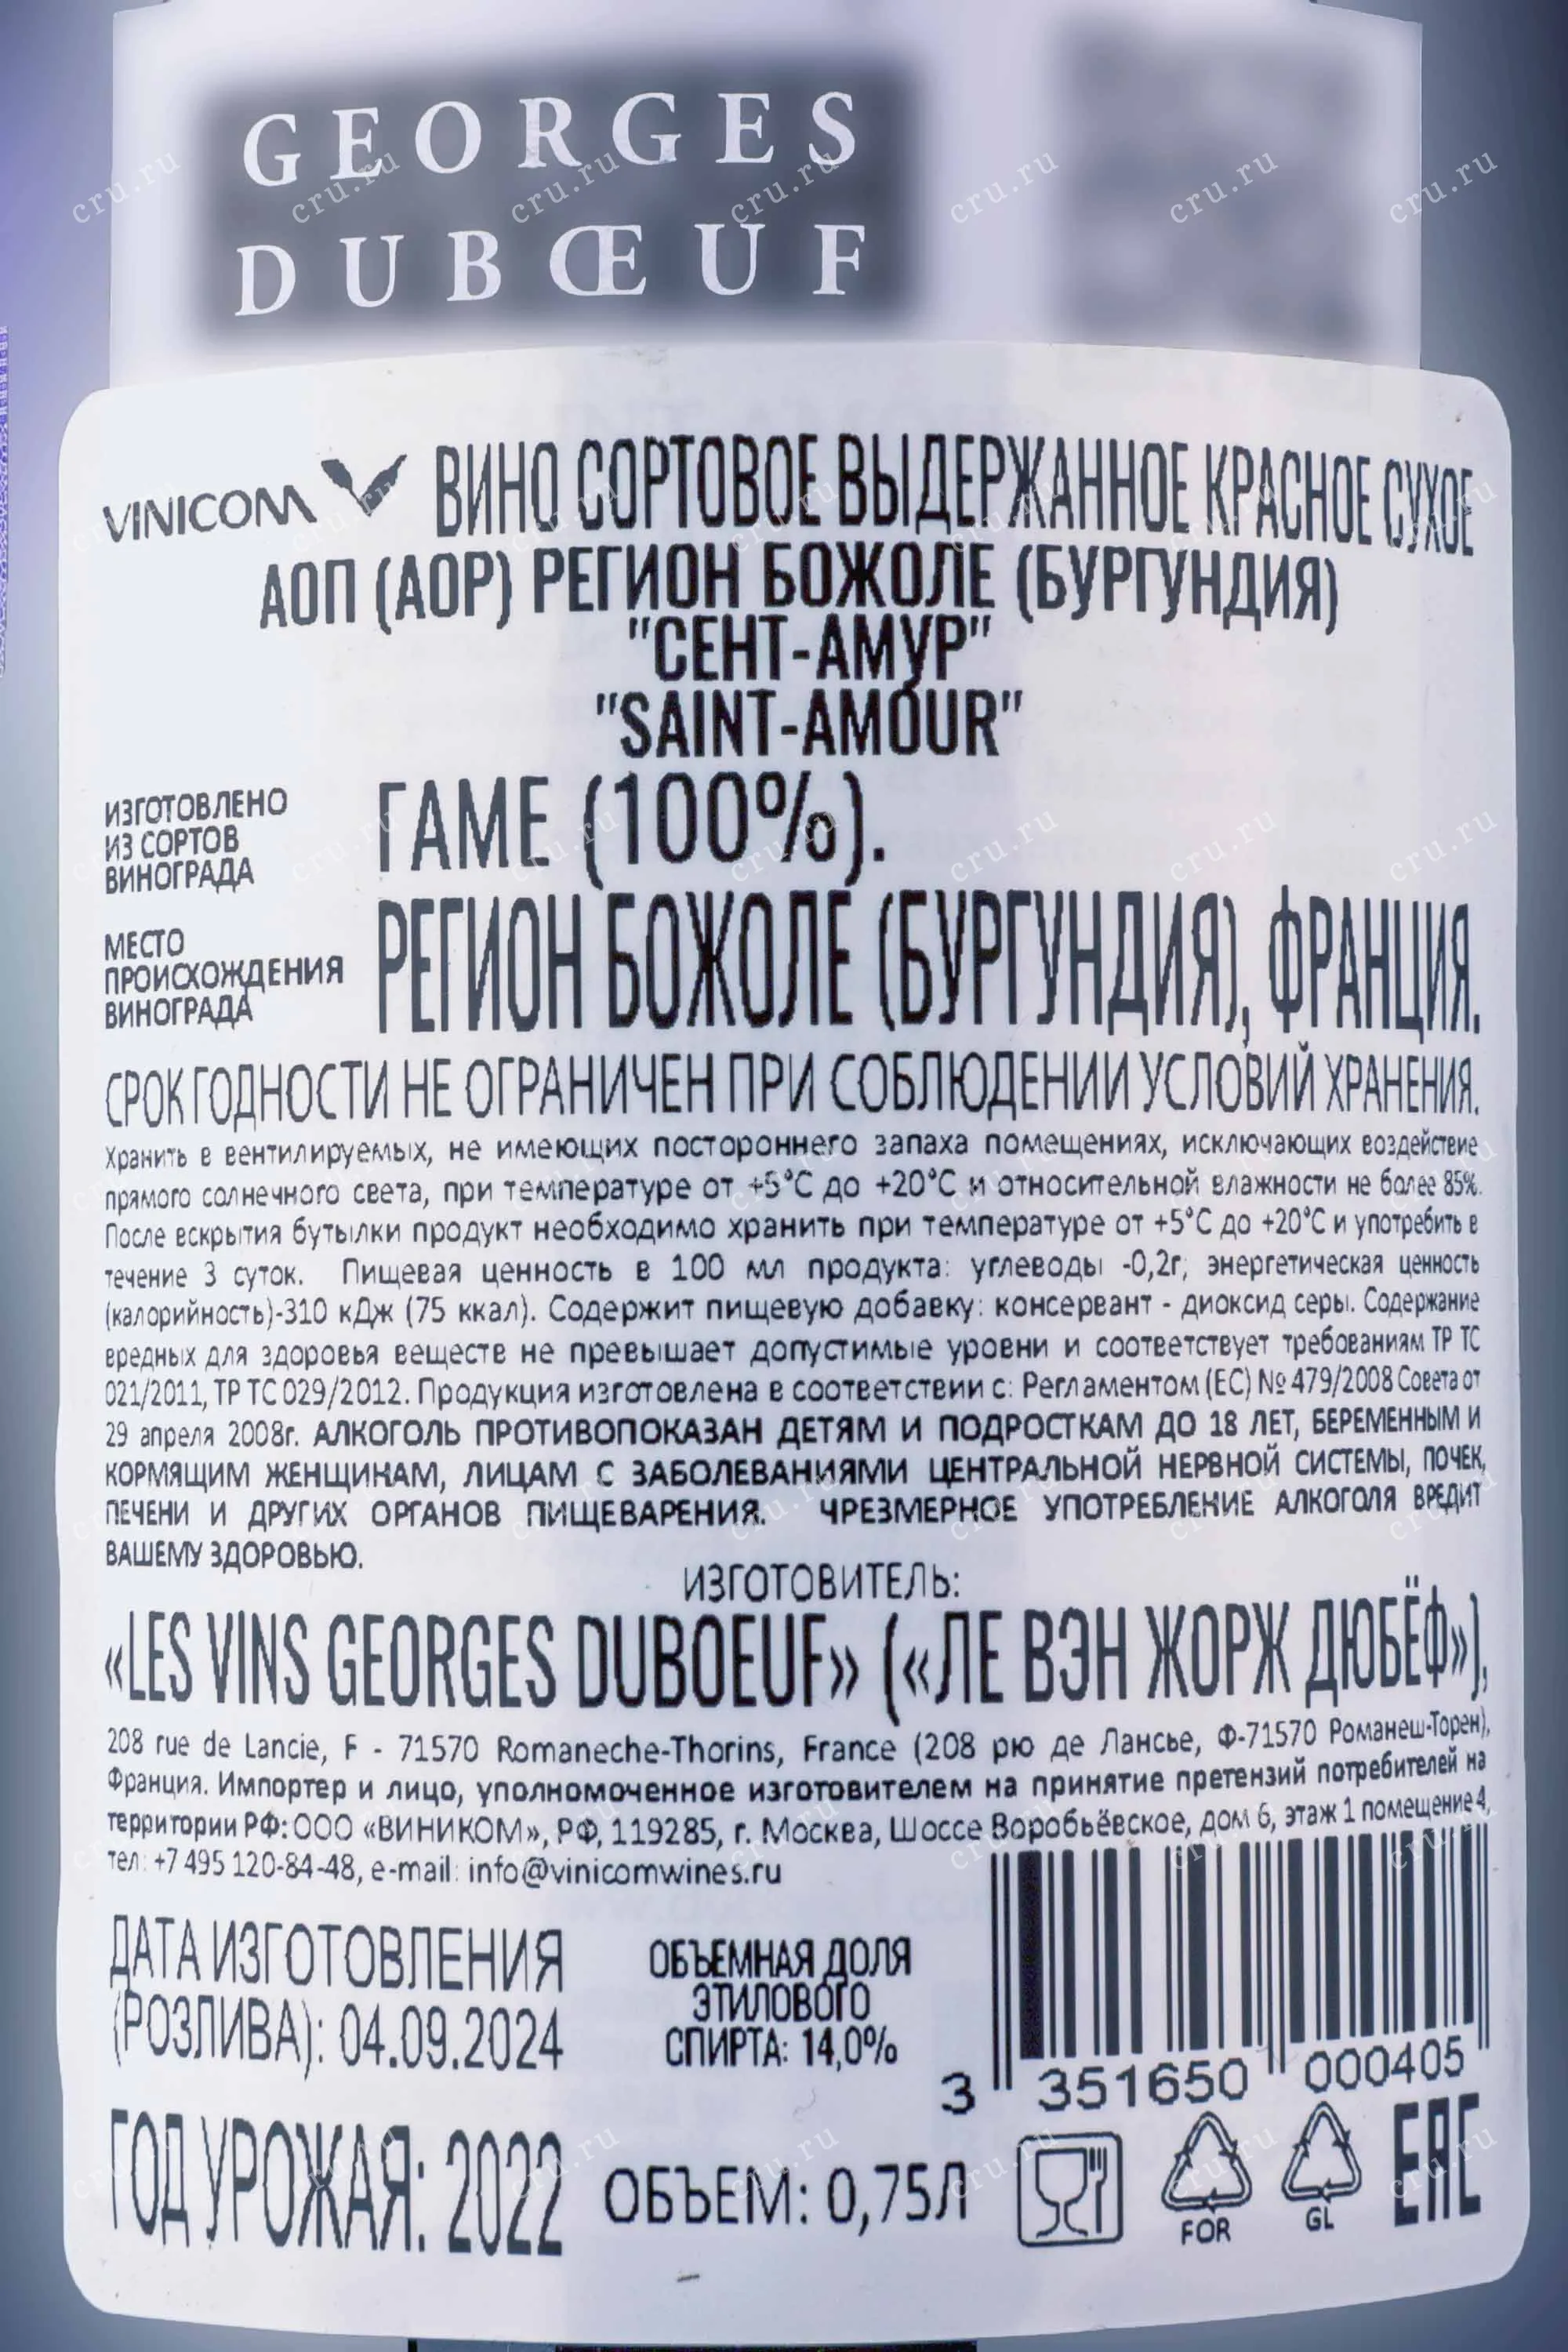 GEORGES
DUBŒUF
VINICOM ВИНО СОРТОВОЕ ВЫДЕРЖАННОЕ КРАСНОЕ СУХОЕ
АОП (AOP) РЕГИОН БОЖОЛЕ (БУРГУНДИЯ)
"СЕНТ-АМУР"
"SAINT-AMOUR"
ИЗГОТОВЛЕНО
ИЗ СОРТОВ
ВИНОГРАДА
ГАМЕ (100%).
МЕСТО
ПРОИСХОЖДЕНИЯ
ВИНОГРАДА
РЕГИОН БОЖОЛЕ (БУРГУНДИЯ), ФРАНЦИЯ.
СРОК ГОДНОСТИ НЕ ОГРАНИЧЕН ПРИ СОБЛЮДЕНИИ УСЛОВИЙ ХРАНЕНИЯ.
Хранить в вентилируемых, не имеющих постороннего запаха помещениях, исключающих воздействие
прямого солнечного света, при температуре от +5°С до +20°С и относительной влажности не более 85%.
После вскрытия бутылки продукт необходимо хранить при температуре от +5°С до +20°С и употребить в
течение 3 суток. Пищевая ценность в 100 мл продукта: углеводы -0,2г; энергетическая ценность
(калорийность)-310 кДж (75 ккал). Содержит пищевую добавку: консервант - диоксид серы. Содержание
вредных для здоровья веществ не превышает допустимые уровни и соответствует требованиям ТР ТС
021/2011, ТР ТС 029/2012. Продукция изготовлена в соответствии с: Регламентом (ЕС) № 479/2008 Совета от
29 апреля 2008г. АЛКОГОЛЬ ПРОТИВОПОКАЗАН ДЕТЯМ И ПОДРОСТКАМ ДО 18 ЛЕТ, БЕРЕМЕННЫМ И
КОРМЯЩИМ ЖЕНЩИНАМ, ЛИЦАМ С ЗАБОЛЕВАНИЯМИ ЦЕНТРАЛЬНОЙ НЕРВНОЙ СИСТЕМЫ, ПОЧЕК,
ПЕЧЕНИ И ДРУГИХ ОРГАНОВ ПИЩЕВАРЕНИЯ. ЧРЕЗМЕРНОЕ УПОТРЕБЛЕНИЕ АЛКОГОЛЯ ВРЕДИТ
ВАШЕМУ ЗДОРОВЬЮ.
ИЗГОТОВИТЕЛЬ:
«LES VINS GEORGES DUBOEUF» («ЛЕ ВЭН ЖОРЖ ДЮБЁФ»),
208 rue de Lancie, F - 71570 Romaneche-Thorins, France (208 рю де Лансье, Ф-71570 Романеш-Торен),
Франция. Импортер и лицо, уполномоченное изготовителем на принятие претензий потребителей на
территории РФ: ООО «ВИНИКОМ», РФ, 119285, г. Москва, Шоссе Воробьёвское, дом 6, этаж 1 помещение 4,
тел: +7 495 120-84-48, e-mail: info@vinicomwines.ru
ДАТА ИЗГОТОВЛЕНИЯ
(РОЗЛИВА): 04.09.2024
ОБЪЕМНАЯ ДОЛЯ
ЭТИЛОВОГО
СПИРТА: 14,0%
3 351650 000405
ГОД УРОЖАЯ: 2022
ОБЪЕМ: 0,75Л
FOR
GL
EAC
cru.ru